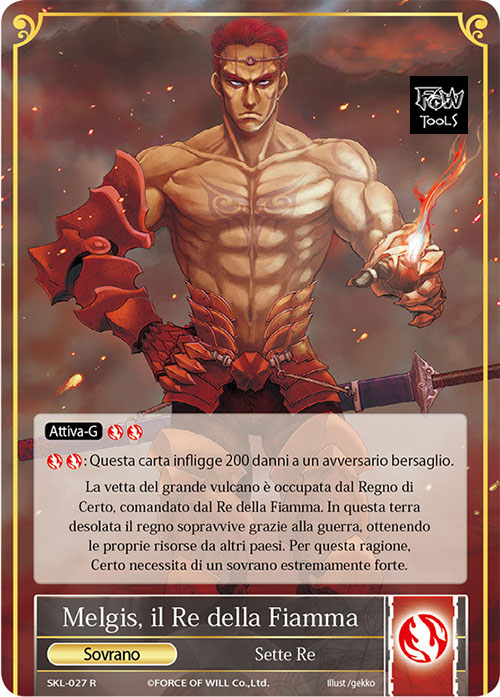 FOW
TOOLS
Attiva-G
: Questa carta infligge 200 danni a un avversario bersaglio.
La vetta del grande vulcano è occupata dal Regno di
Certo, comandato dal Re della Fiamma. In questa terra
desolata il regno sopravvive grazie alla guerra, ottenendo
le proprie risorse da altri paesi. Per questa ragione,
Certo necessita di un sovrano estremamente forte.
Melgis, il Re della Fiamma
Sovrano
Sette Re
SKL-027 R ©FORCE OF WILL Co.,Ltd. Illust/gekko